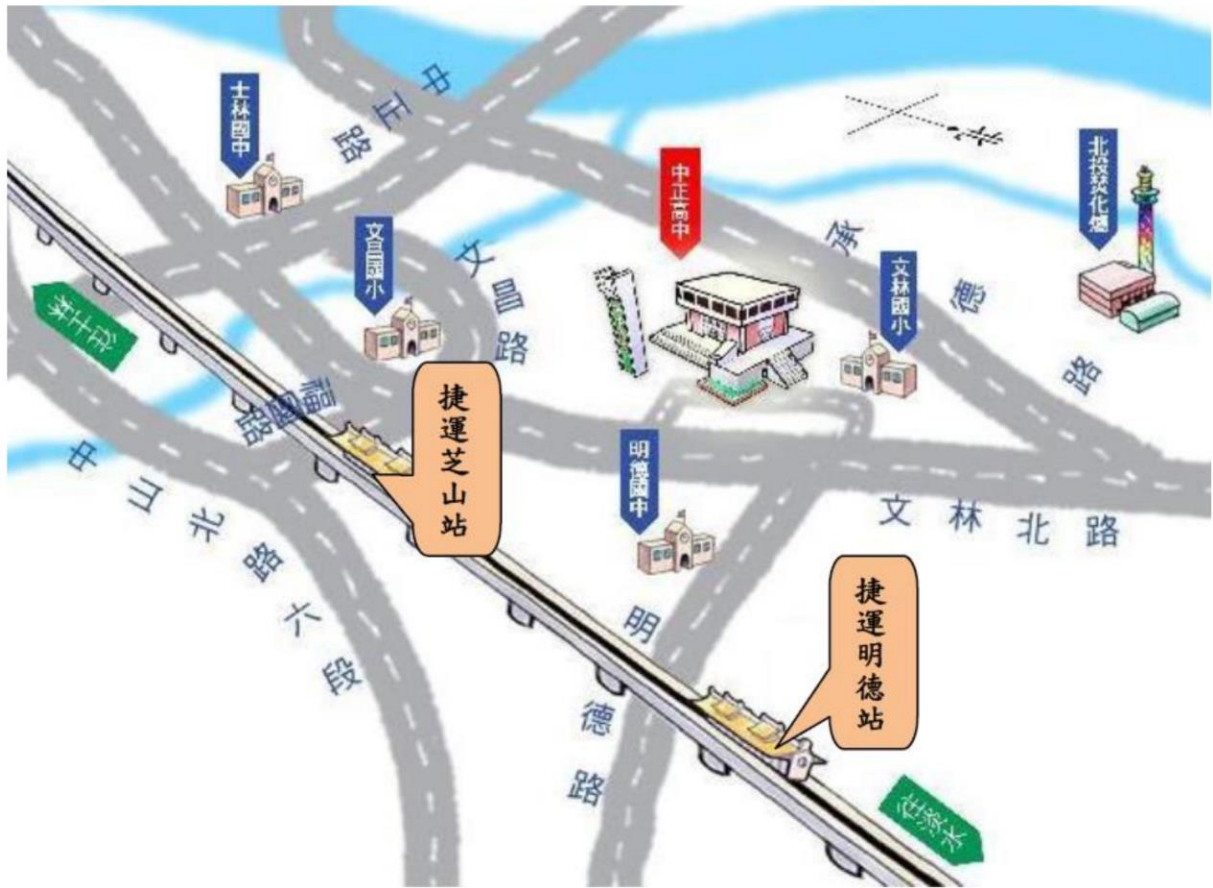 士林國中
中正路
文昌國小
文昌路
中正高中
承德路
文林國小
北投焚化爐
北
往士林
福國路
捷運芝山站
中山北路六段
明德國中
文林北路
明德路
捷運明德站
往淡水